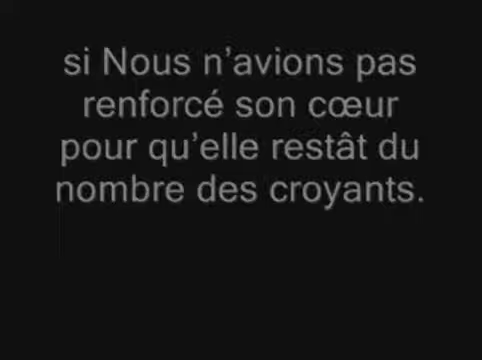 si Nous n’avions pas
renforcé son cœur
pour qu’elle restât du
nombre des croyants.